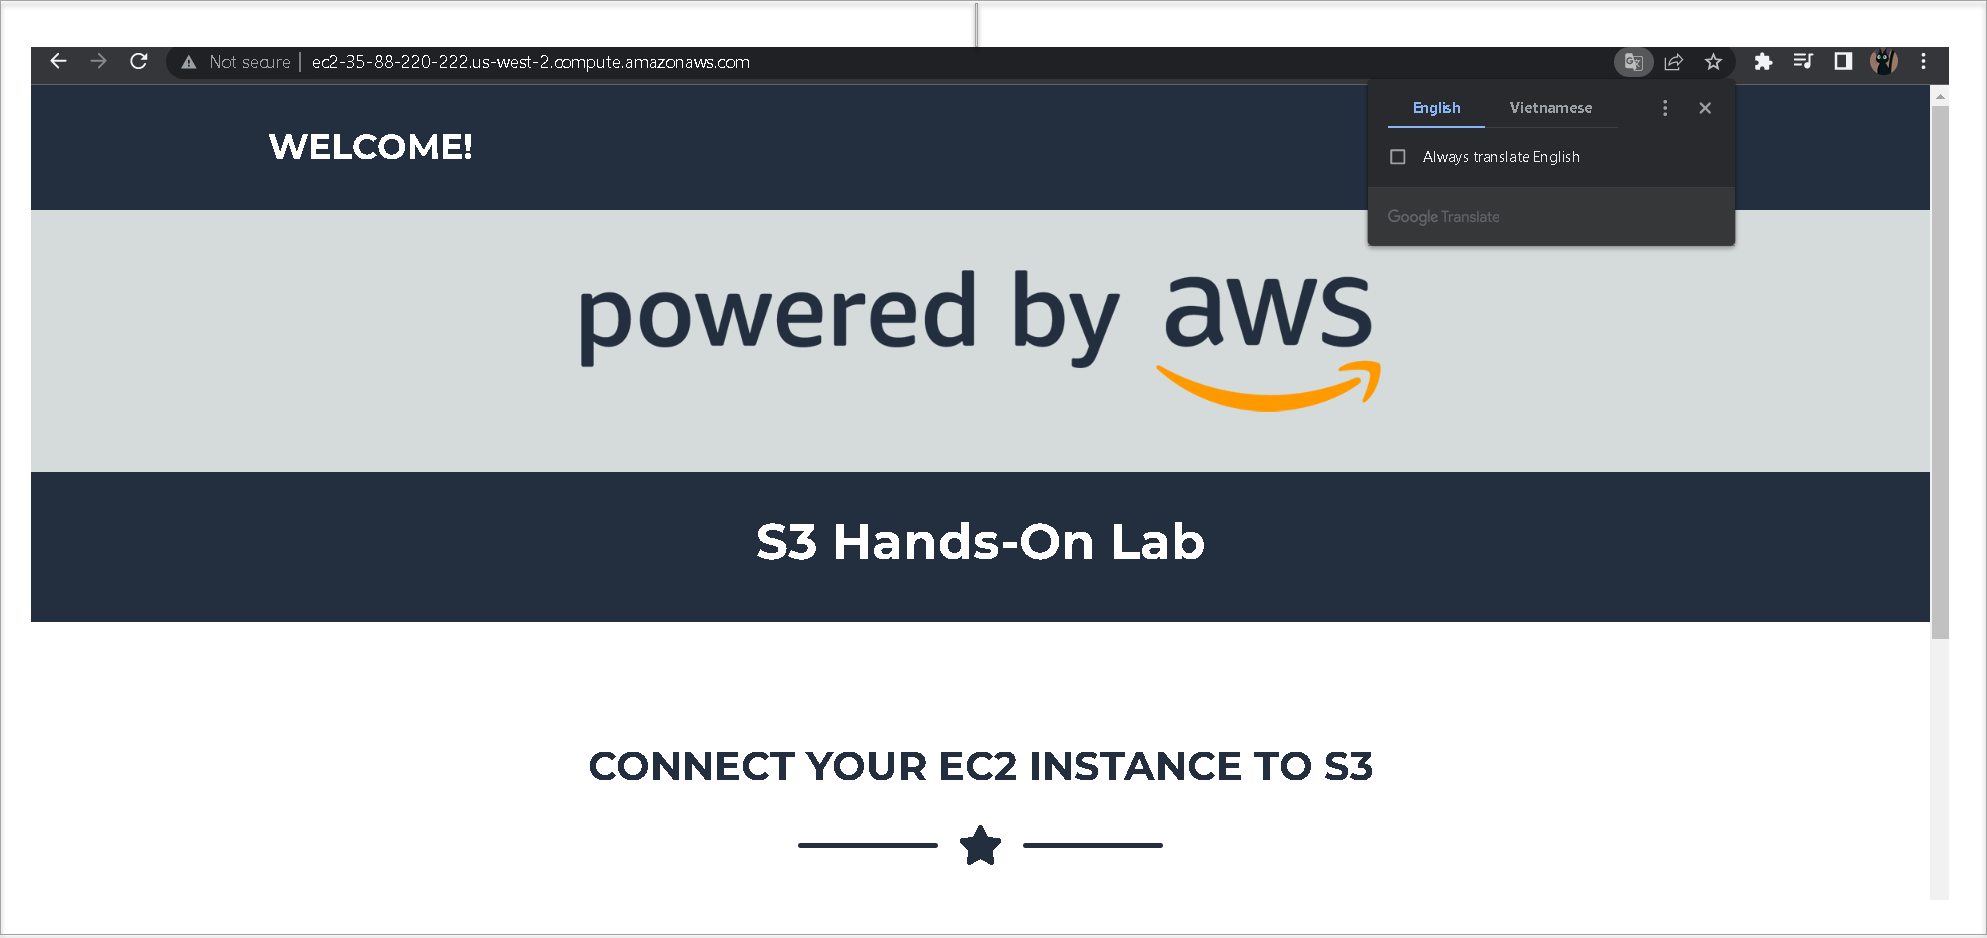 Not secure | ec2-35-88-220-222.us-west-2.compute.amazonaws.com
English Vietnamese
Always translate English
Google Translate
WELCOME!
powered by aws
S3 Hands-On Lab
CONNECT YOUR EC2 INSTANCE TO S3